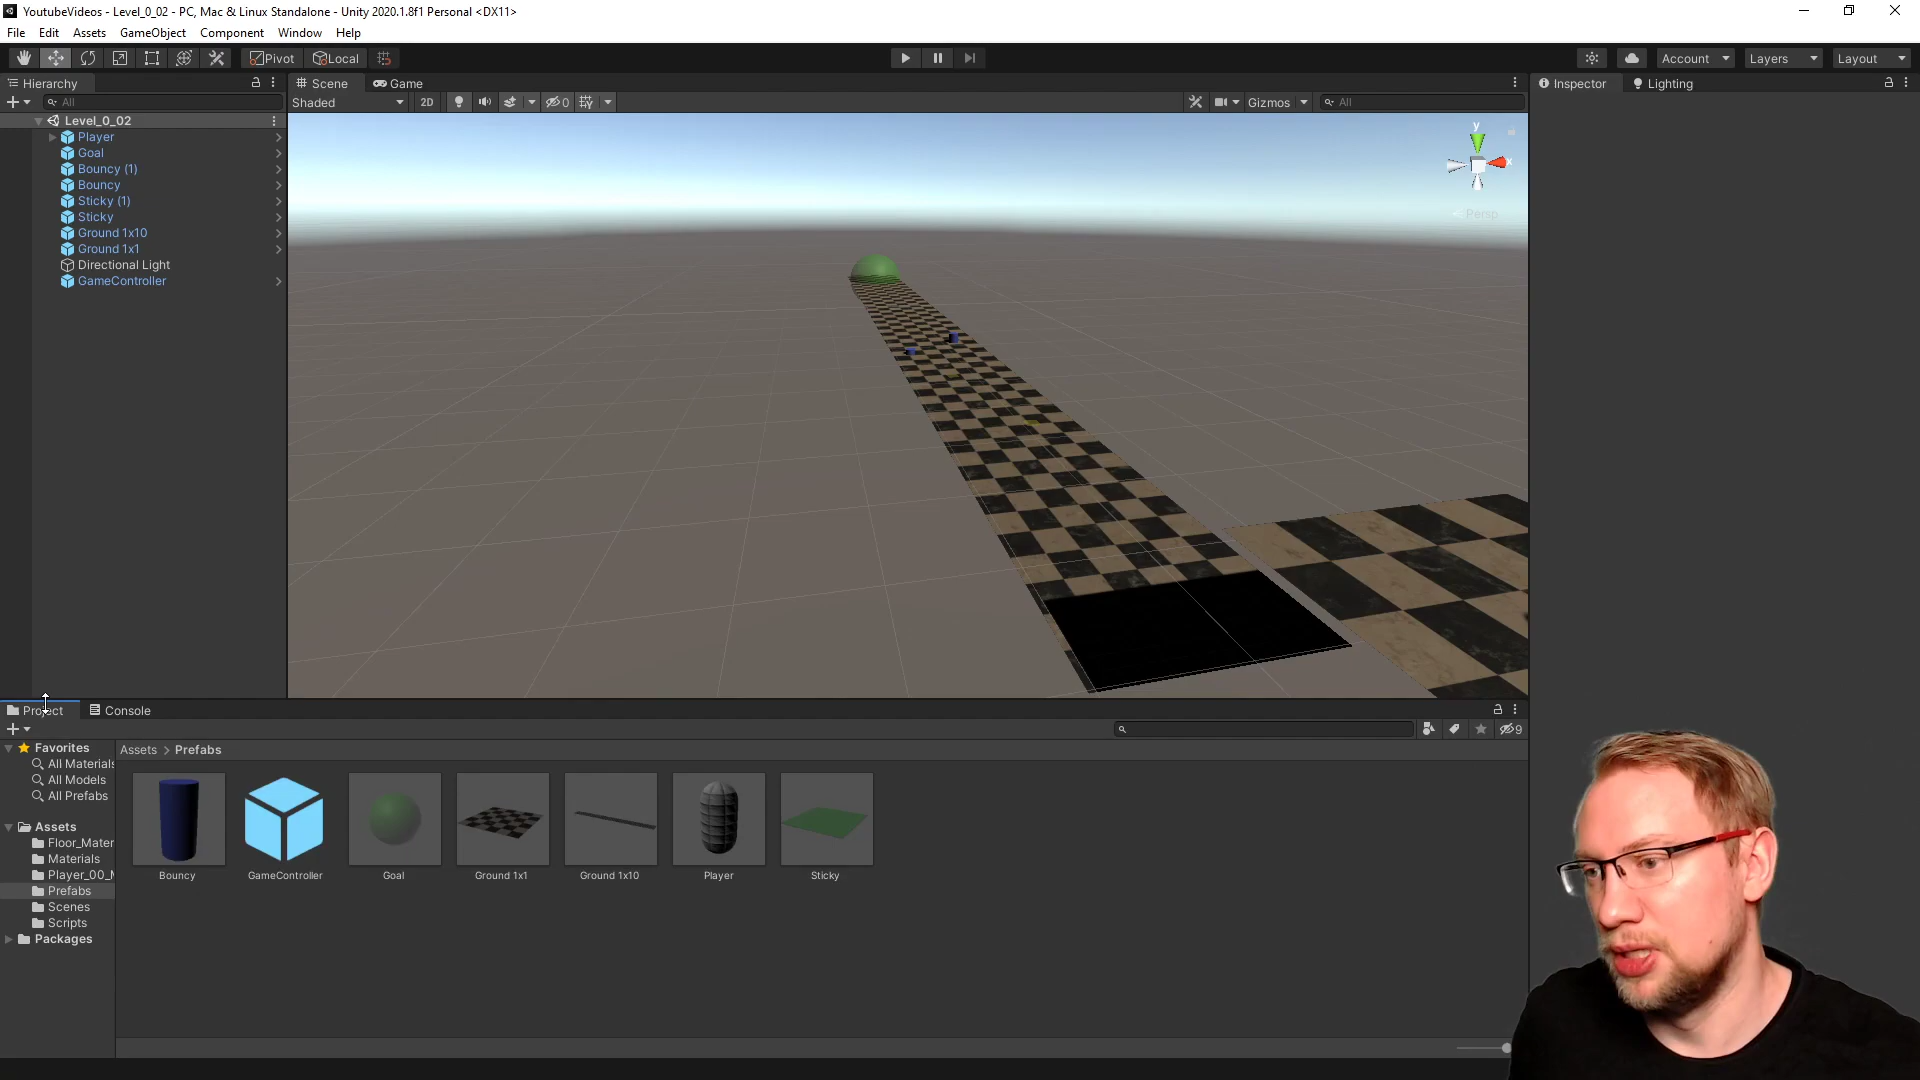 YoutubeVideos - Level_0_02 - PC, Mac & Linux Standalone - Unity 2020.1.8f1 Personal <DX11>
File Edit Assets GameObject Component Window Help
Pivot Local Account Layers Layout
Hierarchy
All
Level_0_02
Player
Goal
Bouncy (1)
Bouncy
Sticky (1)
Sticky
Ground 1x10
Ground 1x1
Directional Light
GameController
Scene Game
Shaded 2D 0 Gizmos All
y
x
Persp
Inspector Lighting
Project Console
9
Favorites
All Materials
All Models
All Prefabs
Assets
Floor_Mater
Materials
Player_00_M
Prefabs
Scenes
Scripts
Packages
Assets > Prefabs
Bouncy GameController Goal Ground 1x1 Ground 1x10 Player Sticky